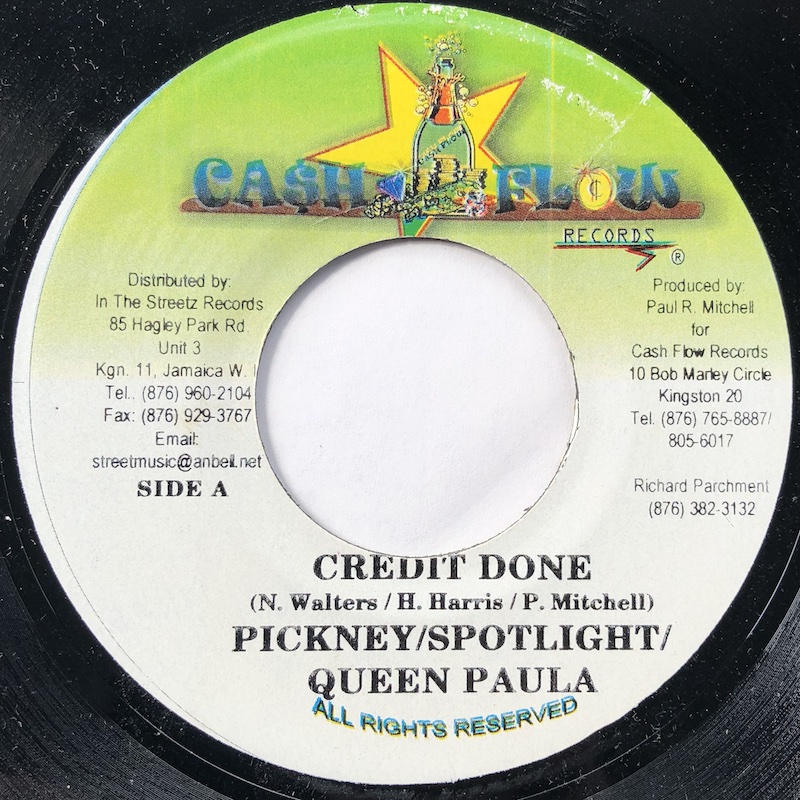 CASH FLOW
CA$H FL₵W
RECORDS
®
Distributed by:
In The Streetz Records
85 Hagley Park Rd.
Unit 3
Kgn. 11, Jamaica W. I
Tel.. (876) 960-2104
Fax: (876) 929-3767
Email:
streetmusic@anbell.net
SIDE A
Produced by:
Paul R. Mitchell
for
Cash Flow Records
10 Bob Marley Circle
Kingston 20
Tel. (876) 765-8887/
805-6017
Richard Parchment
(876) 382-3132
CREDIT DONE
(N. Walters / H. Harris / P. Mitchell)
PICKNEY/SPOTLIGHT/
QUEEN PAULA
ALL RIGHTS RESERVED